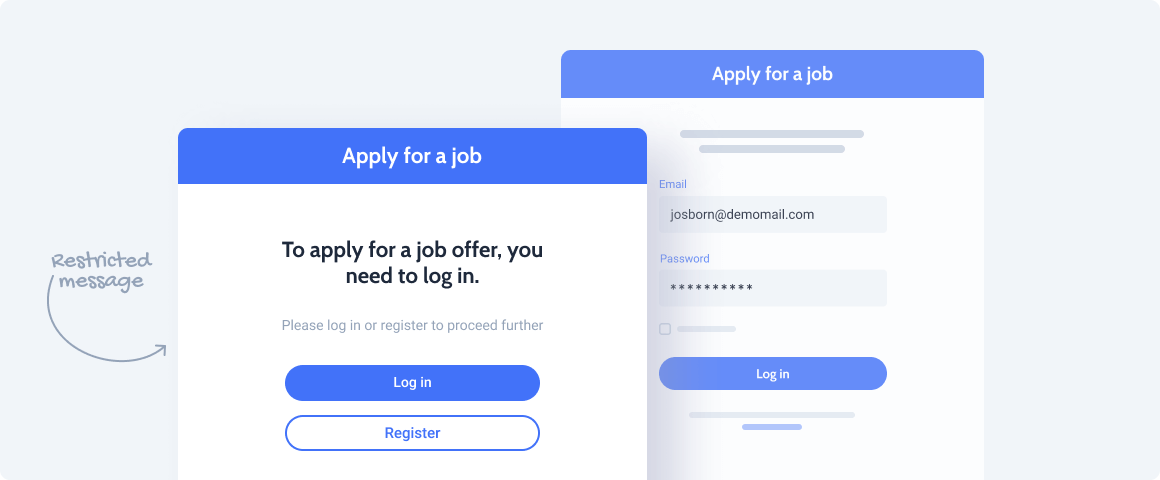 Apply for a job
Apply for a job
To apply for a job offer, you
need to log in.
Please log in or register to proceed further
Log in
Register
Restricted
message
Email
josborn@demomail.com
Password
**********
Log in